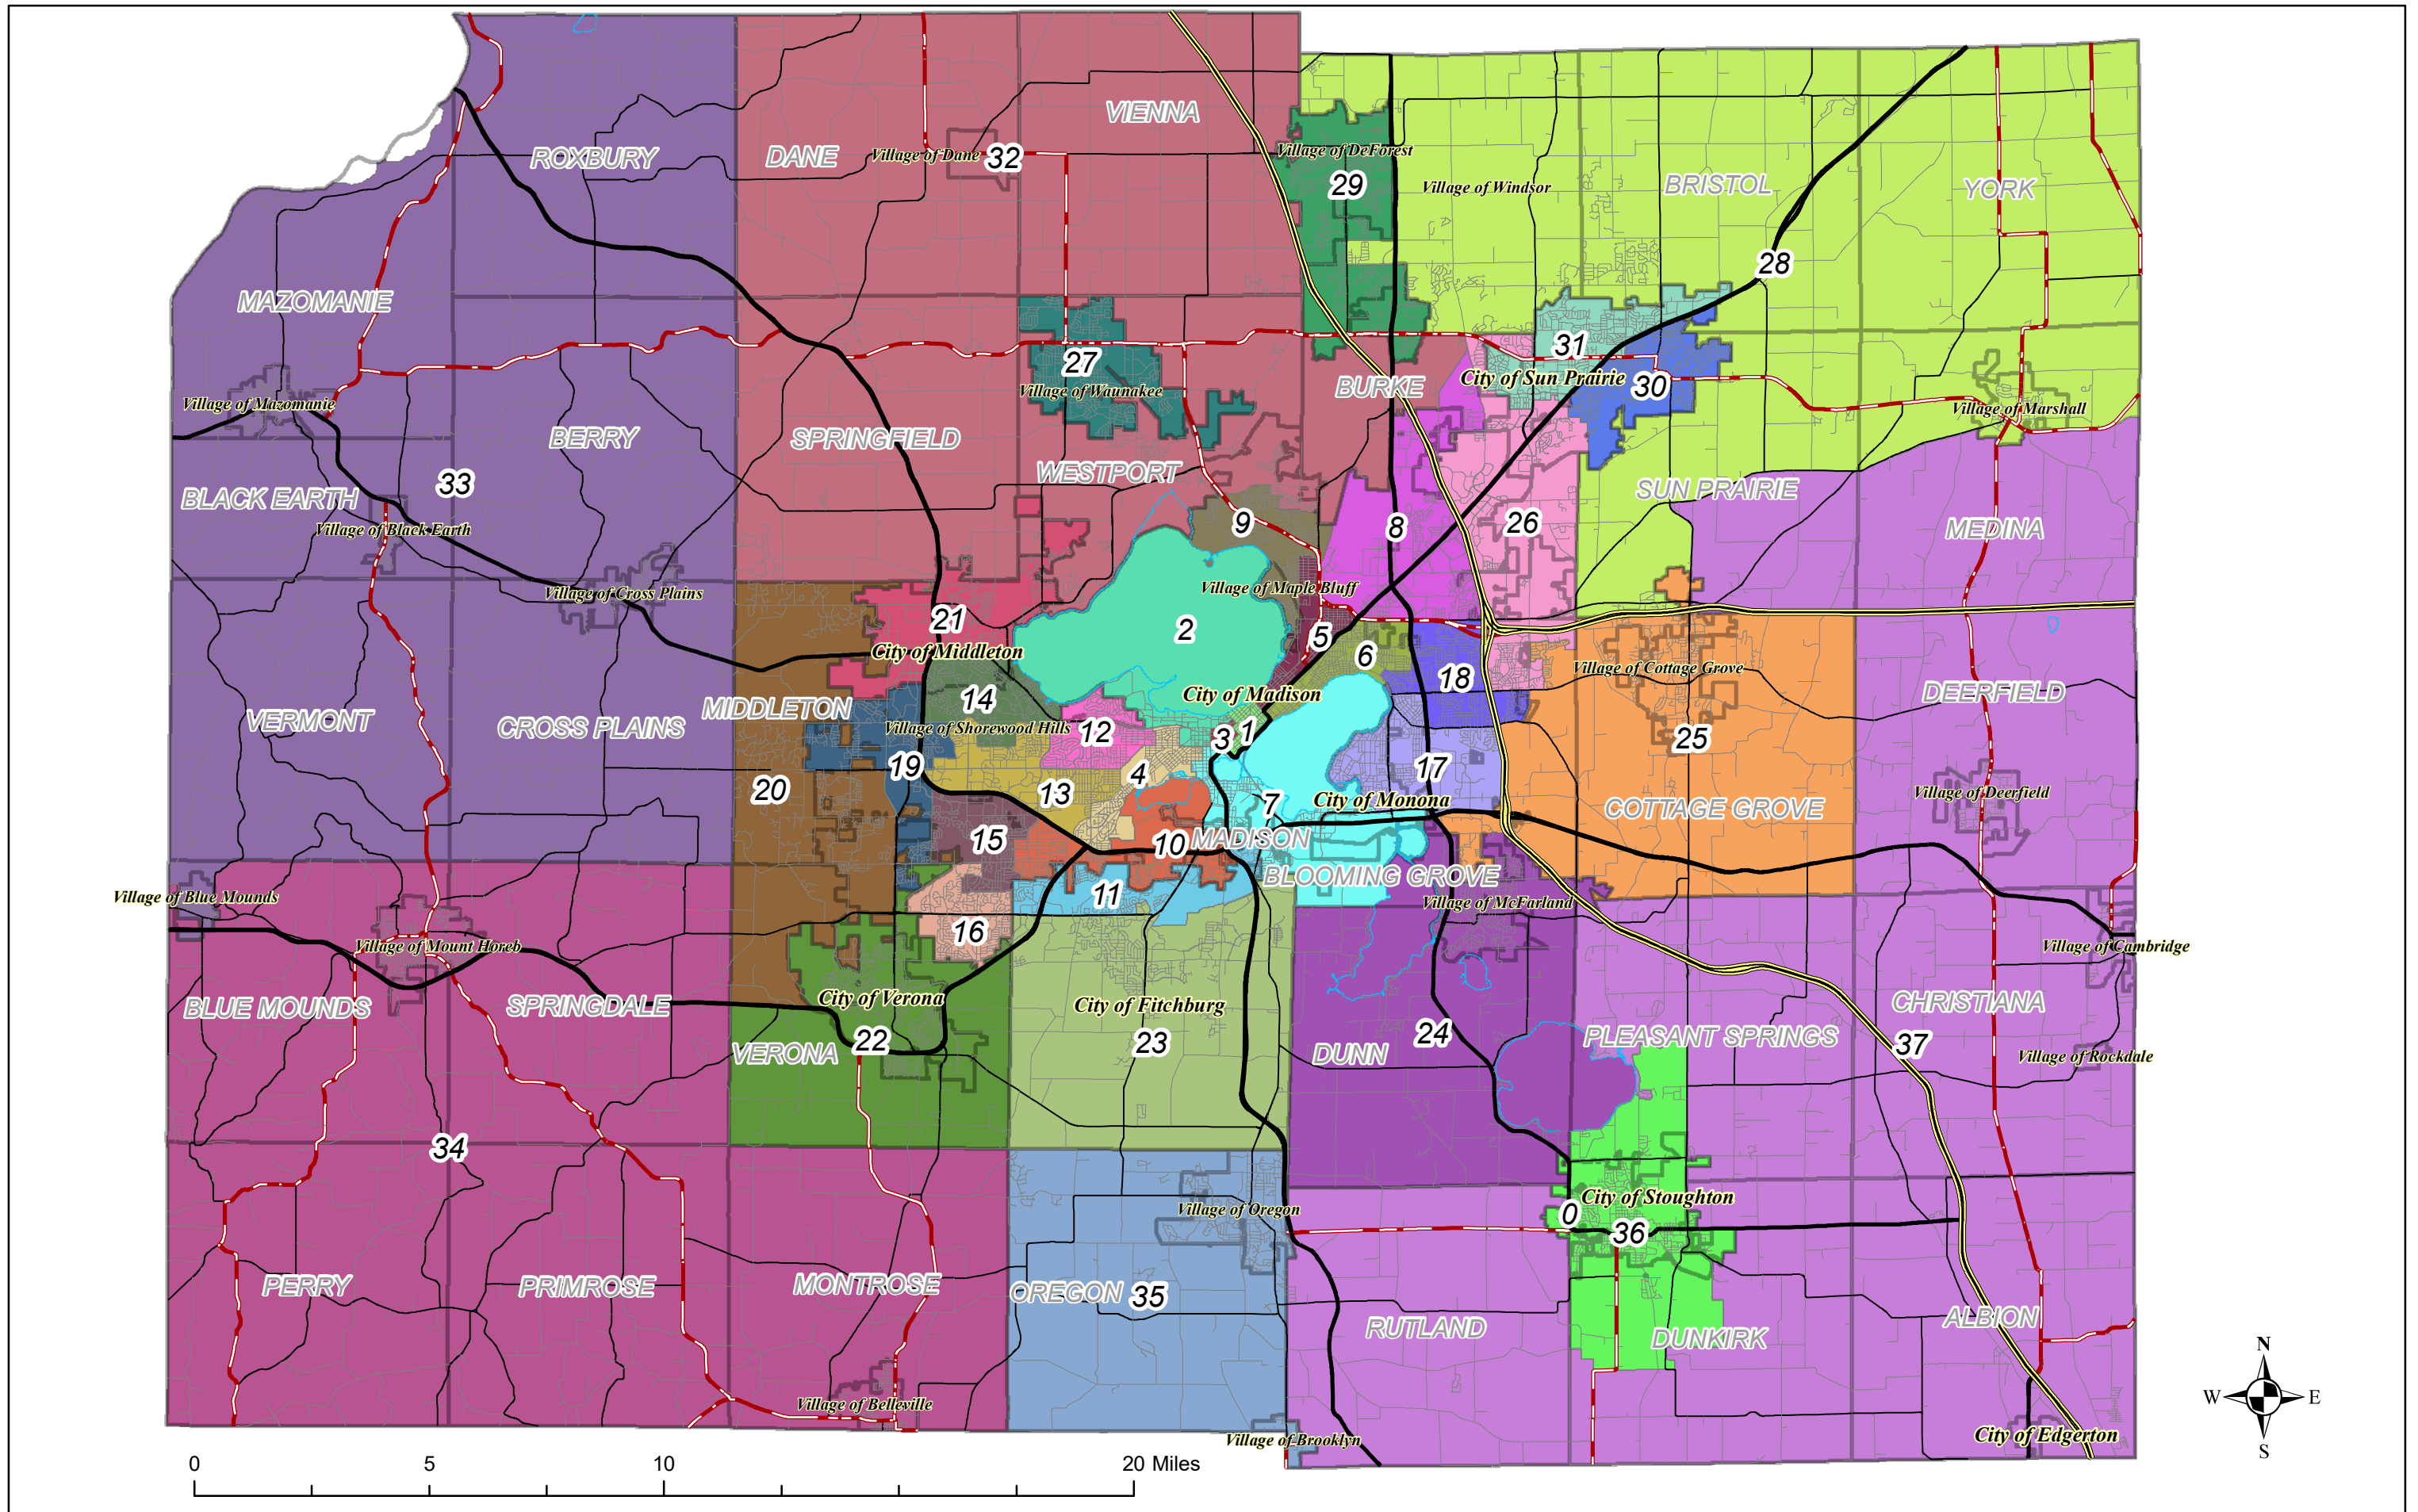 VIENNA
ROXBURY
DANE
Village of Dane
32
Village of DeForest
29
Village of Windsor
BRISTOL
YORK
28
MAZOMANIE
27
Village of Waunakee
31
City of Sun Prairie
30
BURKE
Village of Mazomanie
Village of Marshall
BERRY
SPRINGFIELD
WESTPORT
33
BLACK EARTH
Village of Black Earth
9
8
26
SUN PRAIRIE
MEDINA
Village of Cross Plains
Village of Maple Bluff
21
2
5
6
City of Middleton
18
Village of Cottage Grove
City of Madison
14
MIDDLETON
VERMONT
CROSS PLAINS
Village of Shorewood Hills
12
3
1
DEERFIELD
25
19
4
17
20
13
7
City of Monona
COTTAGE GROVE
Village of Deerfield
15
10
MADISON
BLOOMING GROVE
11
Village of Blue Mounds
Village of McFarland
16
Village of Mount Horeb
Village of Cambridge
BLUE MOUNDS
SPRINGDALE
City of Verona
City of Fitchburg
CHRISTIANA
22
23
24
PLEASANT SPRINGS
37
VERONA
DUNN
Village of Rockdale
34
City of Stoughton
Village of Oregon
0
36
PERRY
PRIMROSE
MONTROSE
OREGON
35
RUTLAND
DUNKIRK
ALBION
Village of Belleville
Village of Brooklyn
City of Edgerton
N
W
E
S
0
5
10
20 Miles